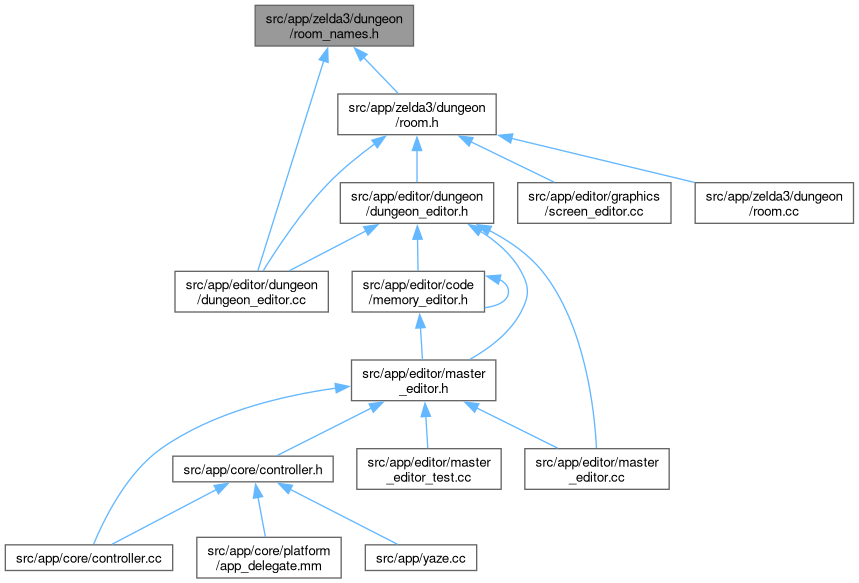 src/app/zelda3/dungeon
/room_names.h
src/app/zelda3/dungeon
/room.h
src/app/editor/dungeon
/dungeon_editor.h
src/app/editor/graphics
/screen_editor.cc
src/app/zelda3/dungeon
/room.cc
src/app/editor/dungeon
/dungeon_editor.cc
src/app/editor/code
/memory_editor.h
src/app/editor/master
_editor.h
src/app/core/controller.h
src/app/editor/master
_editor_test.cc
src/app/editor/master
_editor.cc
src/app/core/controller.cc
src/app/core/platform
/app_delegate.mm
src/app/yaze.cc